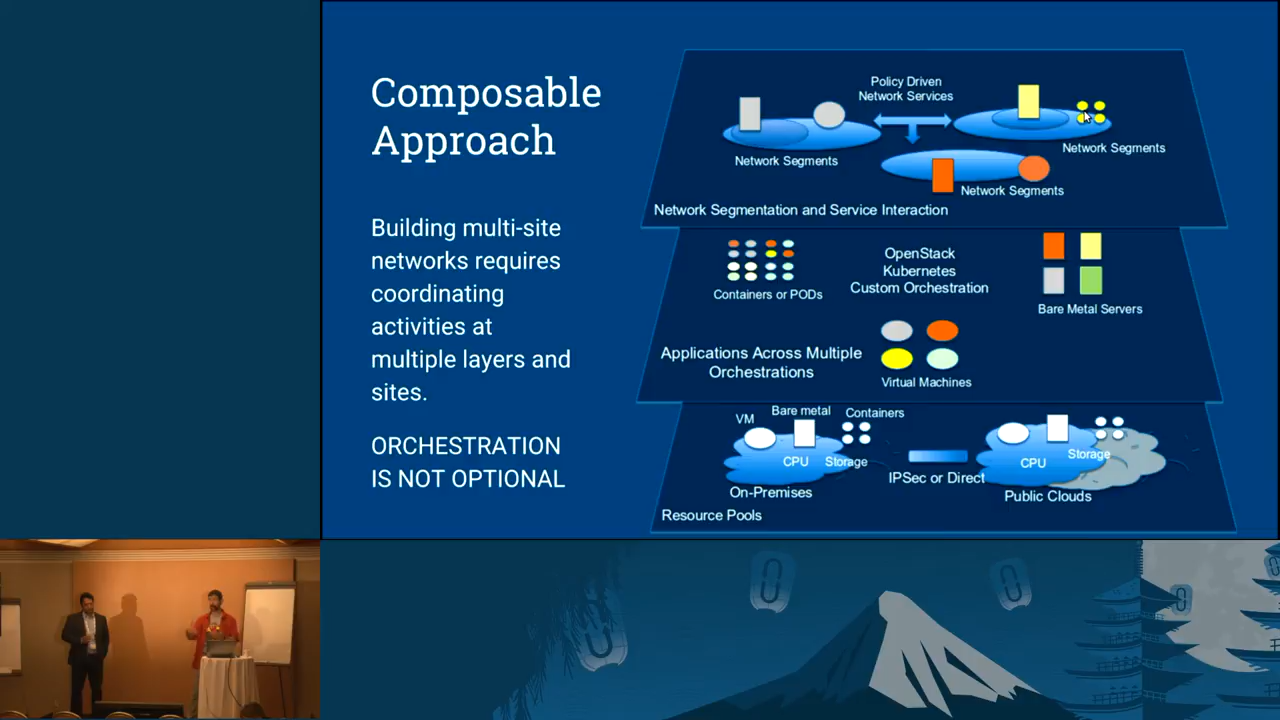 Composable
Approach
Building multi-site
networks requires
coordinating
activities at
multiple layers and
sites.
ORCHESTRATION
IS NOT OPTIONAL
Policy Driven
Network Services
Network Segments
Network Segments
Network Segments
Network Segmentation and Service Interaction
Containers or PODs
OpenStack
Kubernetes
Custom Orchestration
Bare Metal Servers
Applications Across Multiple
Orchestrations
Virtual Machines
VM
Bare metal
Containers
CPU
Storage
On-Premises
IPSec or Direct
CPU
Storage
Public Clouds
Resource Pools